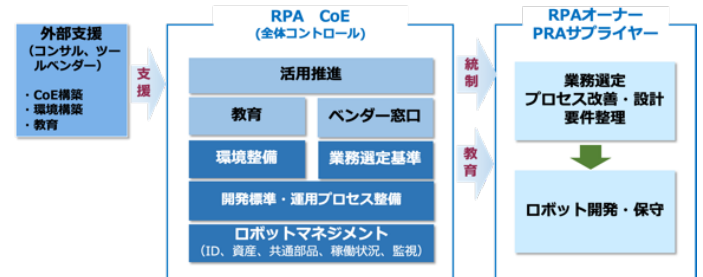 外部支援
(コンサル、ツー
ルベンダー)
・CoE構築
・環境構築
・教育
支援
RPA CoE
(全体コントロール)
活用推進
教育
ベンダー窓口
環境整備
業務選定基準
開発標準・運用プロセス整備
ロボットマネジメント
(ID、資産、共通部品、稼働状況、監視)
統制
教育
RPAオーナー
PRAサプライヤー
業務選定
プロセス改善・設計
要件整理
ロボット開発・保守